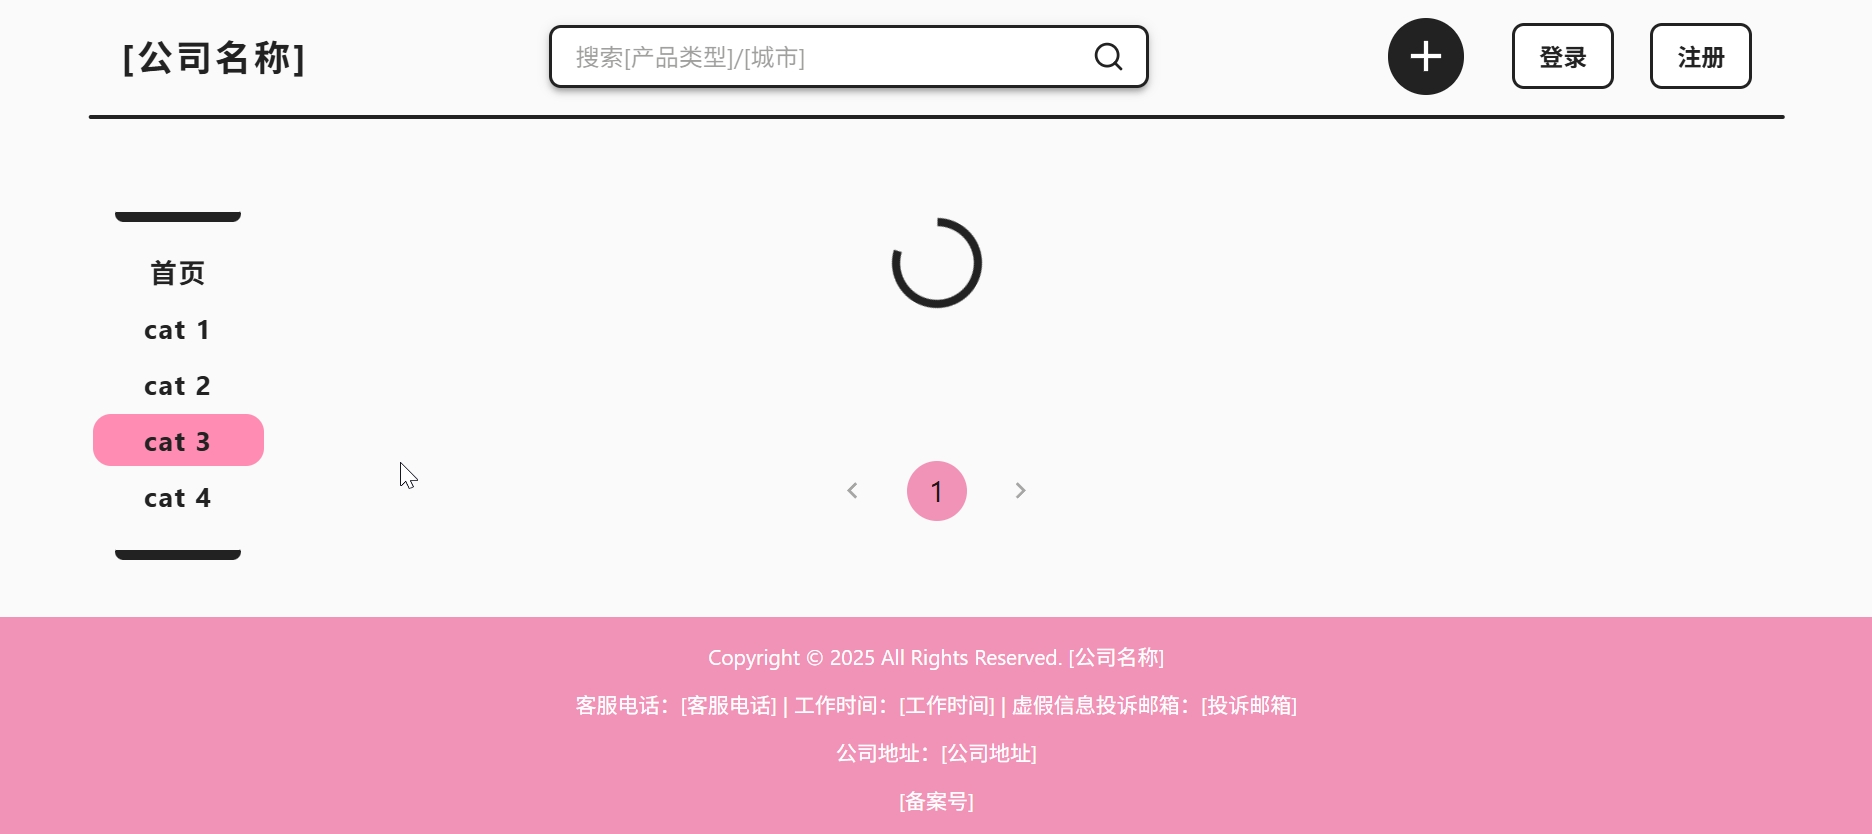 [公司名称]
搜索[产品类型]/[城市]
登录
注册
首页
cat 1
cat 2
cat 3
cat 4
1
Copyright © 2025 All Rights Reserved. [公司名称]
客服电话：[客服电话] | 工作时间：[工作时间] | 虚假信息投诉邮箱：[投诉邮箱]
公司地址：[公司地址]
[备案号]